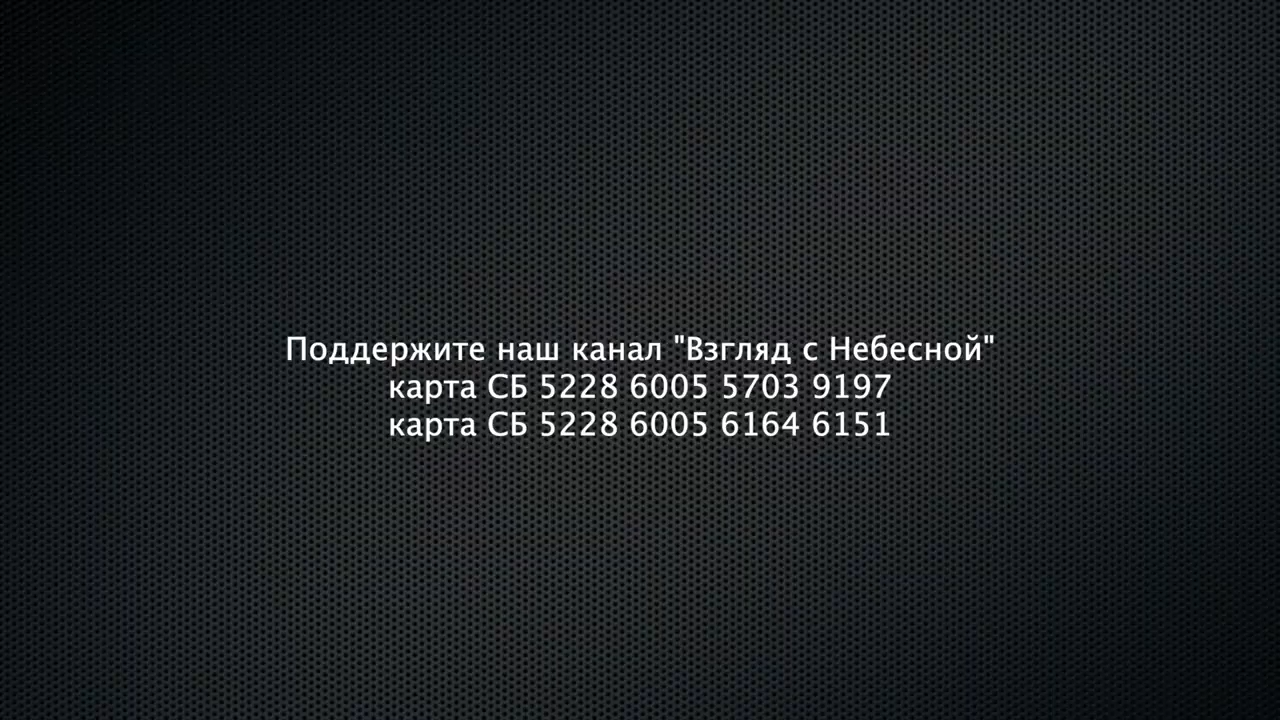 Поддержите наш канал "Взгляд с Небесной"
карта СБ 5228 6005 5703 9197
карта СБ 5228 6005 6164 6151